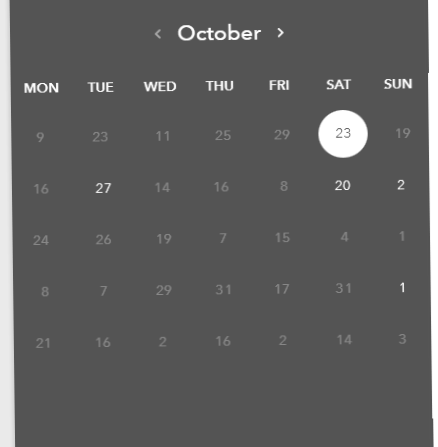 ‹ October ›
MON TUE WED THU FRI SAT SUN
9 23 11 25 29 23 19
16 27 14 16 8 20 2
24 26 19 7 15 4 1
8 7 29 31 17 31 1
21 16 2 16 2 14 3